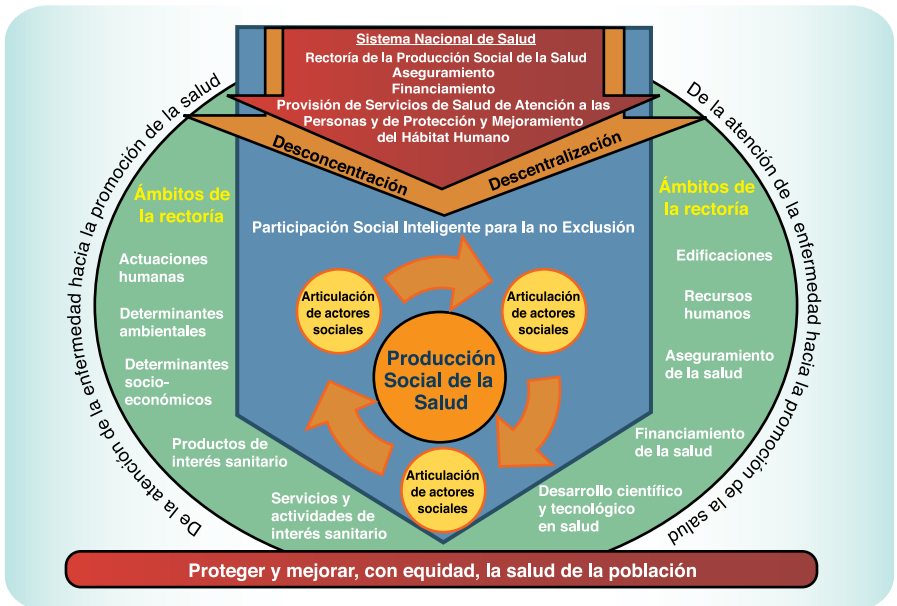 Sistema Nacional de Salud
Rectoría de la Producción Social de la Salud
Aseguramiento
Financiamiento
Provisión de Servicios de Salud de Atención a las
Personas y de Protección y Mejoramiento
del Hábitat Humano
Desconcentración
Descentralización
De la atención de la enfermedad hacia la promoción de la salud
De la atención de la enfermedad hacia la promoción de la salud
Ámbitos de
la rectoría
Actuaciones
humanas
Determinantes
ambientales
Determinantes
socio-
económicos
Productos de
interés sanitario
Servicios y
actividades de
interés sanitario
Participación Social Inteligente para la no Exclusión
Articulación
de actores
sociales
Articulación
de actores
sociales
Producción
Social de la
Salud
Articulación
de actores
sociales
Ámbitos de
la rectoría
Edificaciones
Recursos
humanos
Aseguramiento
de la salud
Financiamiento
de la salud
Desarrollo científico
y tecnológico
en salud
Proteger y mejorar, con equidad, la salud de la población